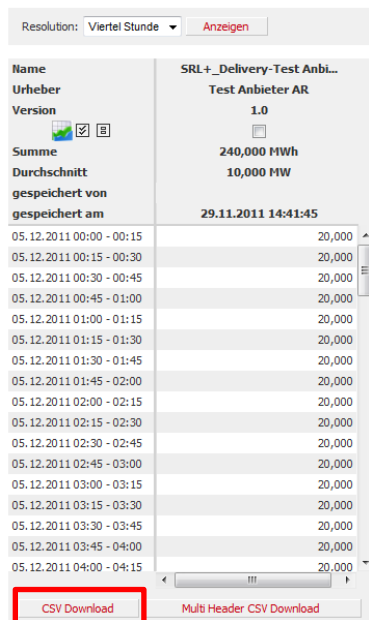 Resolution: Viertel Stunde Anzeigen
Name SRL+_Delivery-Test Anbi...
Urheber Test Anbieter AR
Version 1.0
Summe 240,000 MWh
Durchschnitt 10,000 MW
gespeichert von
gespeichert am 29.11.2011 14:41:45
05.12.2011 00:00 - 00:15 20,000
05.12.2011 00:15 - 00:30 20,000
05.12.2011 00:30 - 00:45 20,000
05.12.2011 00:45 - 01:00 20,000
05.12.2011 01:00 - 01:15 20,000
05.12.2011 01:15 - 01:30 20,000
05.12.2011 01:30 - 01:45 20,000
05.12.2011 01:45 - 02:00 20,000
05.12.2011 02:00 - 02:15 20,000
05.12.2011 02:15 - 02:30 20,000
05.12.2011 02:30 - 02:45 20,000
05.12.2011 02:45 - 03:00 20,000
05.12.2011 03:00 - 03:15 20,000
05.12.2011 03:15 - 03:30 20,000
05.12.2011 03:30 - 03:45 20,000
05.12.2011 03:45 - 04:00 20,000
05.12.2011 04:00 - 04:15 20,000
CSV Download Multi Header CSV Download